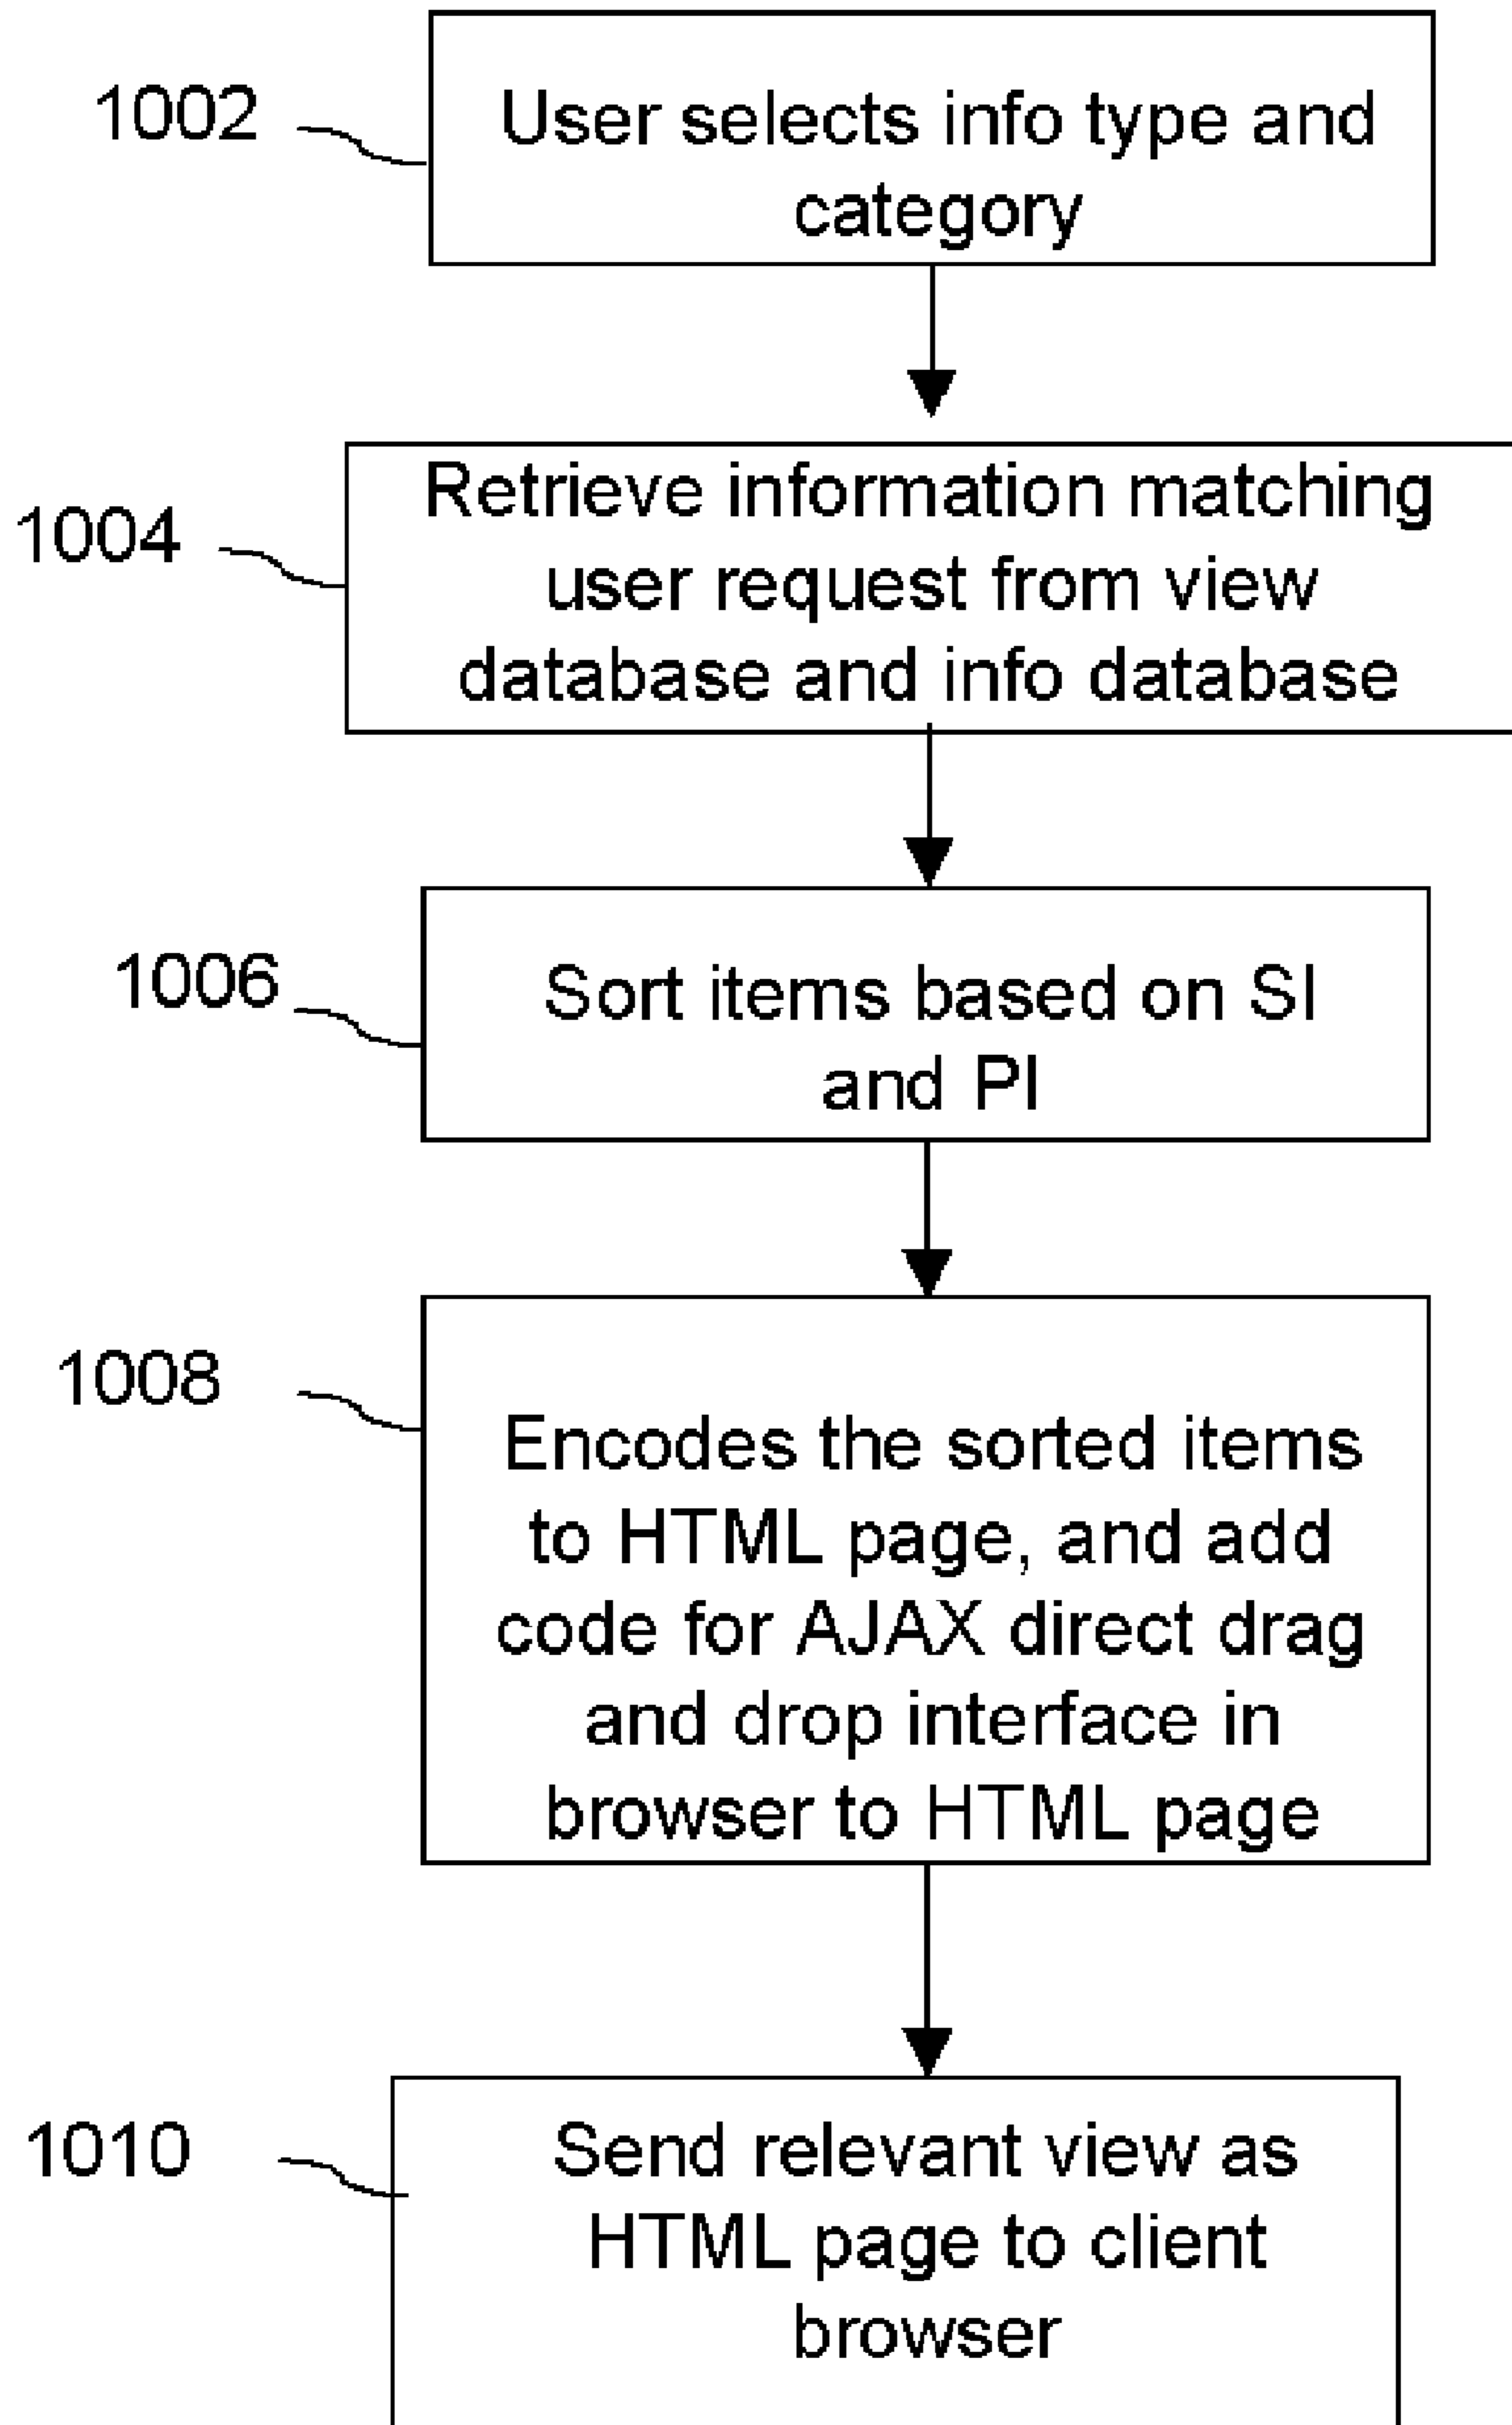 1002
User selects info type and
category
1004
Retrieve information matching
user request from view
database and info database
1006
Sort items based on SI
and PI
1008
Encodes the sorted items
to HTML page, and add
code for AJAX direct drag
and drop interface in
browser to HTML page
1010
Send relevant view as
HTML page to client
browser